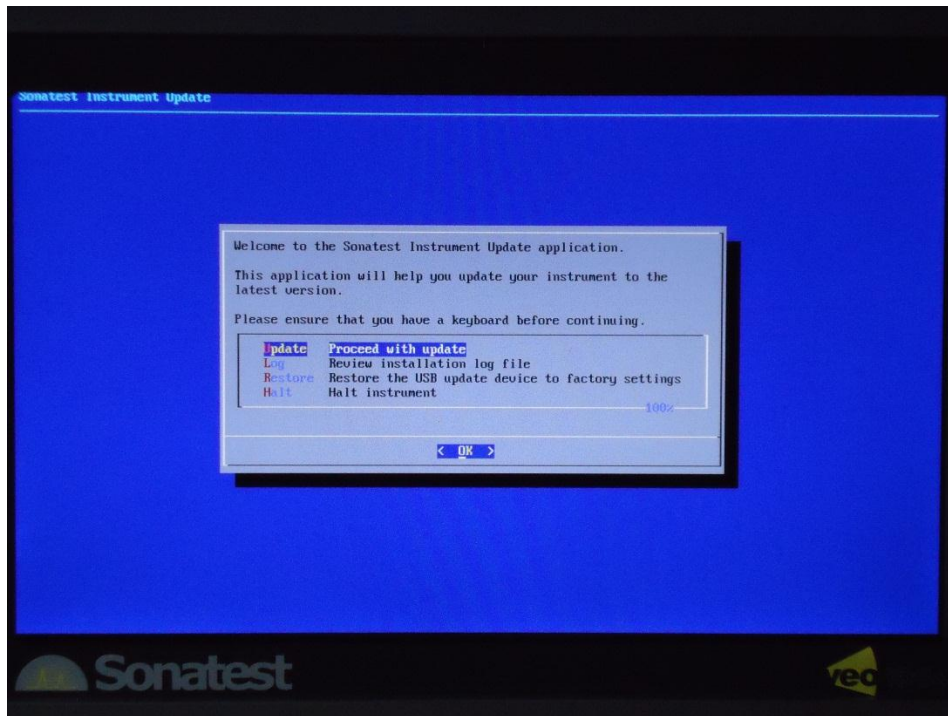 Sonatest Instrument Update
Welcome to the Sonatest Instrument Update application.
This application will help you update your instrument to the
latest version.
Please ensure that you have a keyboard before continuing.
Update Proceed with update
Log Review installation log file
Restore Restore the USB update device to factory settings
Halt Halt instrument
100%
< OK >
Sonatest
veo